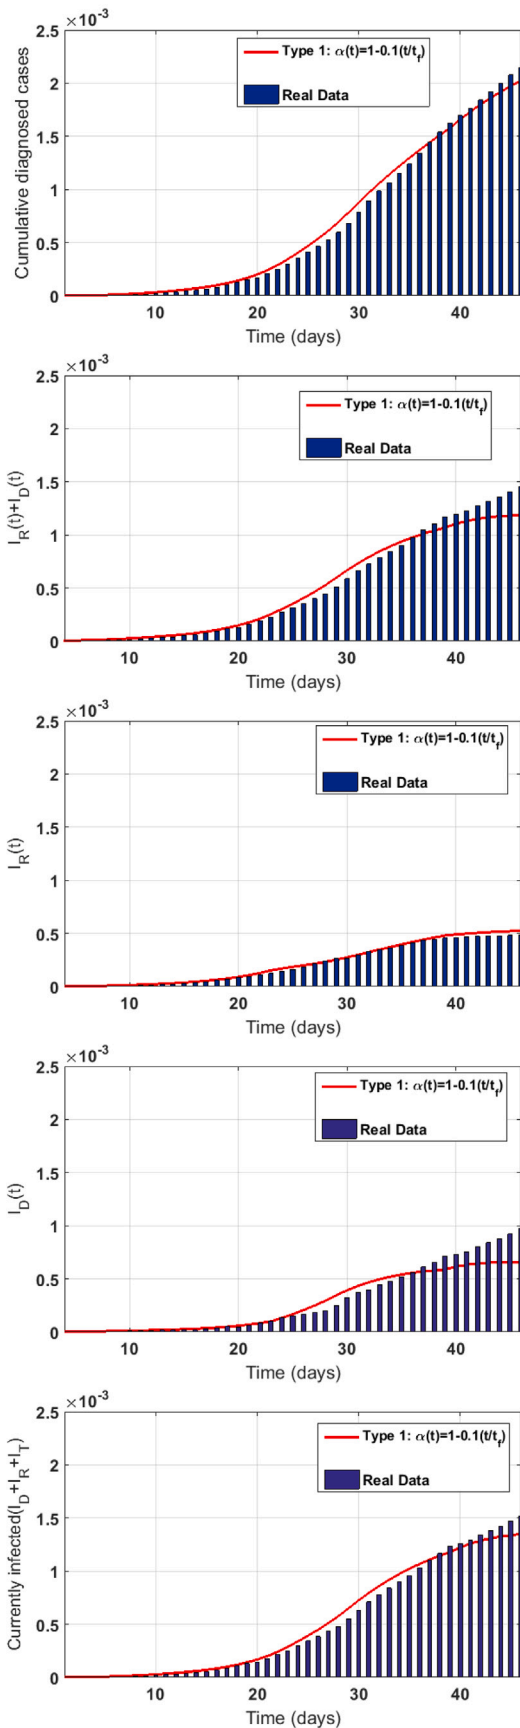 ×10⁻³
2.5
2
1.5
1
0.5
0
Cumulative diagnosed cases
Type 1: α(t)=1-0.1(t/t_f)
Real Data
10 20 30 40
Time (days)
×10⁻³
2.5
2
1.5
1
0.5
0
I_R(t)+I_D(t)
Type 1: α(t)=1-0.1(t/t_f)
Real Data
10 20 30 40
Time (days)
×10⁻³
2.5
2
1.5
1
0.5
0
I_R(t)
Type 1: α(t)=1-0.1(t/t_f)
Real Data
10 20 30 40
Time (days)
×10⁻³
2.5
2
1.5
1
0.5
0
I_D(t)
Type 1: α(t)=1-0.1(t/t_f)
Real Data
10 20 30 40
Time (days)
×10⁻³
2.5
2
1.5
1
0.5
0
Currently infected(I_D+I_R+I_T)
Type 1: α(t)=1-0.1(t/t_f)
Real Data
10 20 30 40
Time (days)